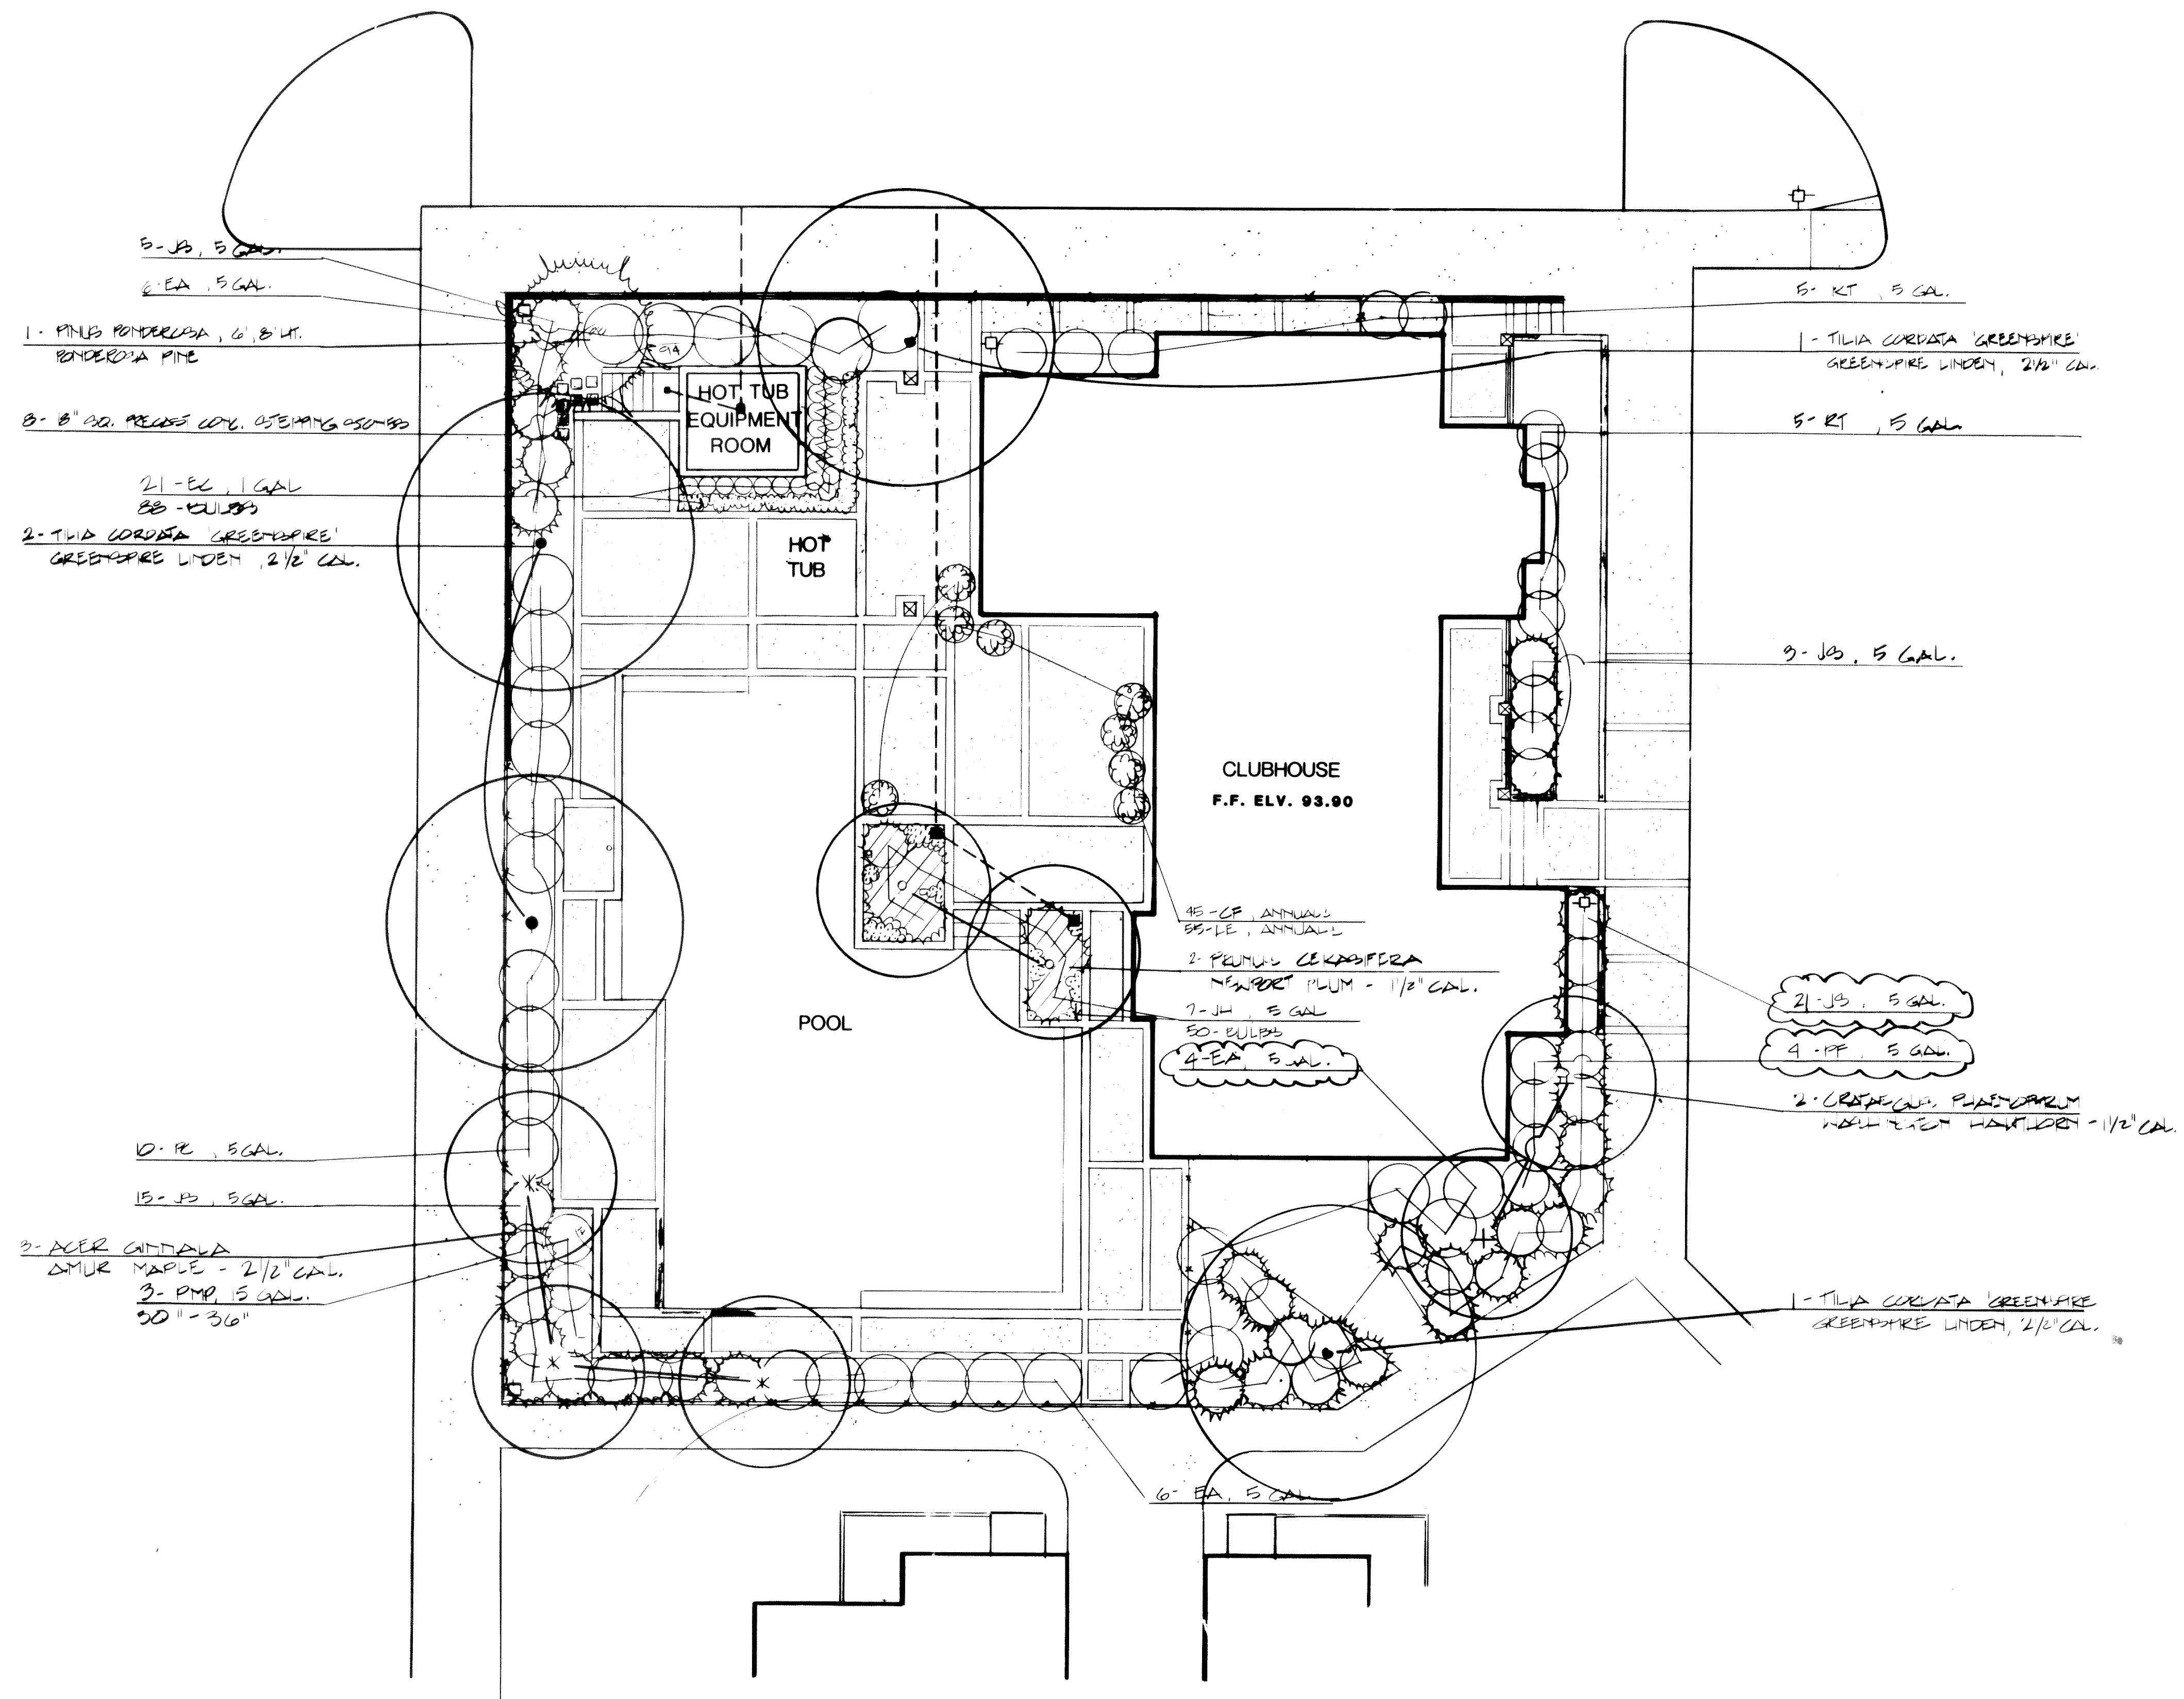 5-JS, 5 GAL.
6-EA, 5 GAL.
1- PINUS PONDEROSA, 6', 8' HT.
PONDEROSA PINE
8- 18" SQ. PRECAST CONC. STEPPING STONES
21-EC, 1 GAL
88-BULBS
2-TILIA CORDATA 'GREENSPIRE'
GREENSPIRE LINDEN, 2 1/2" CAL.
HOT TUB
EQUIPMENT
ROOM
94
HOT
TUB
POOL
CLUBHOUSE
F.F. ELV. 93.90
5- KT, 5 GAL.
1-TILIA CORDATA 'GREENSPIRE'
GREENSPIRE LINDEN, 2 1/2" CAL.
5-RT, 5 GAL.
3-JS, 5 GAL.
45-CF, ANNUALS
55-LE, ANNUALS
2- PRUNUS CERASIFERA
NEWPORT PLUM - 1 1/2" CAL.
7-JH, 5 GAL
50-BULBS
4-EA, 5 GAL.
21-JS, 5 GAL.
4-PF, 5 GAL.
2- CRATAEGUS PHAENOPYRUM
WASHINGTON HAWTHORN - 1 1/2" CAL.
10- PC, 5 GAL.
15-JS, 5 GAL.
3-ACER GINNALA
AMUR MAPLE - 2 1/2" CAL.
3- PMP, 15 GAL.
30"-36"
1-TILIA CORDATA 'GREENSPIRE
GREENSPIRE LINDEN, 2 1/2" CAL.
6- EA, 5 GAL